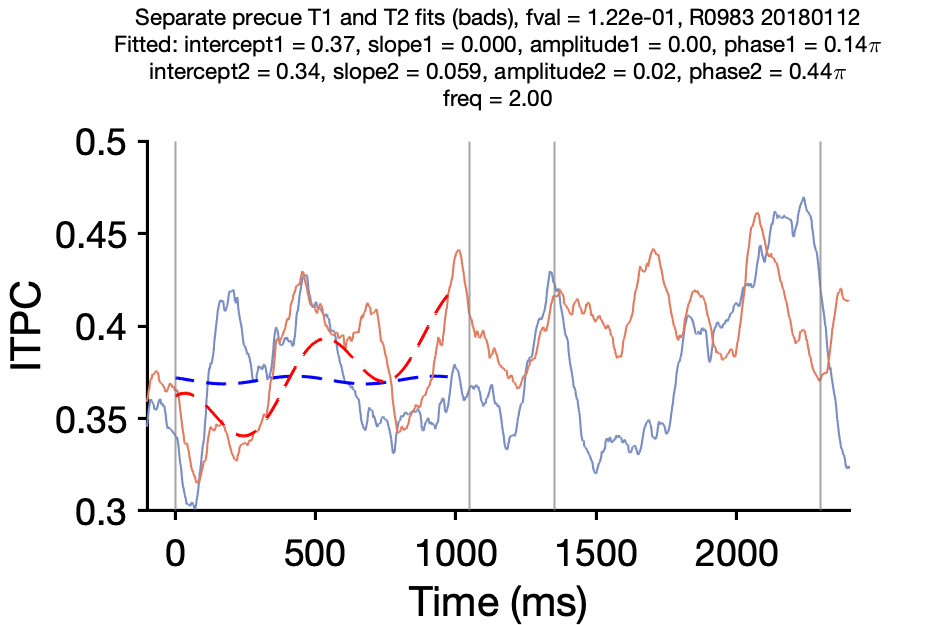 Separate precue T1 and T2 fits (bads), fval = 1.22e-01, R0983 20180112
Fitted: intercept1 = 0.37, slope1 = 0.000, amplitude1 = 0.00, phase1 = 0.14π
intercept2 = 0.34, slope2 = 0.059, amplitude2 = 0.02, phase2 = 0.44π
freq = 2.00
0.5
0.45
0.4
0.35
0.3
ITPC
0 500 1000 1500 2000
Time (ms)